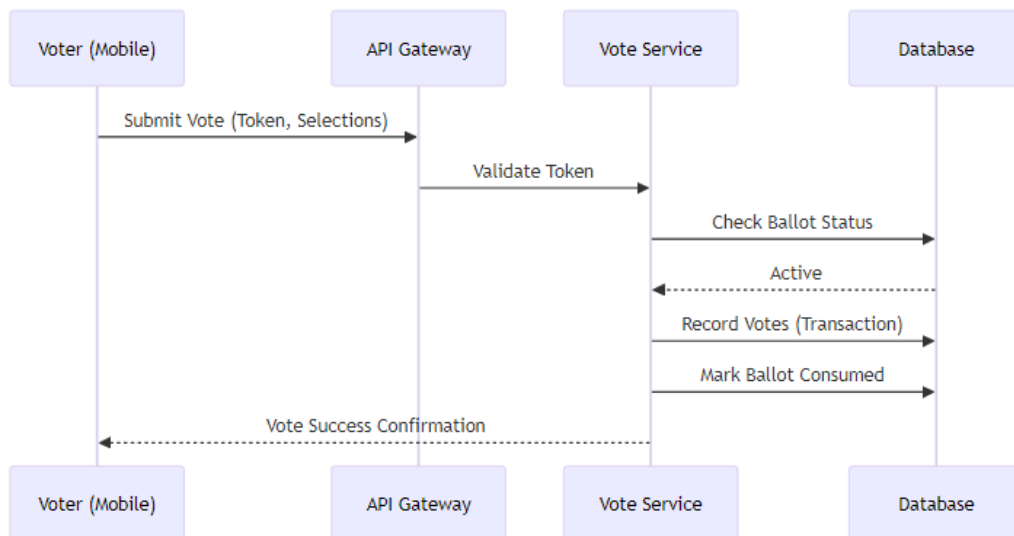 Voter (Mobile)
API Gateway
Vote Service
Database
Submit Vote (Token, Selections)
Validate Token
Check Ballot Status
Active
Record Votes (Transaction)
Mark Ballot Consumed
Vote Success Confirmation
Voter (Mobile)
API Gateway
Vote Service
Database